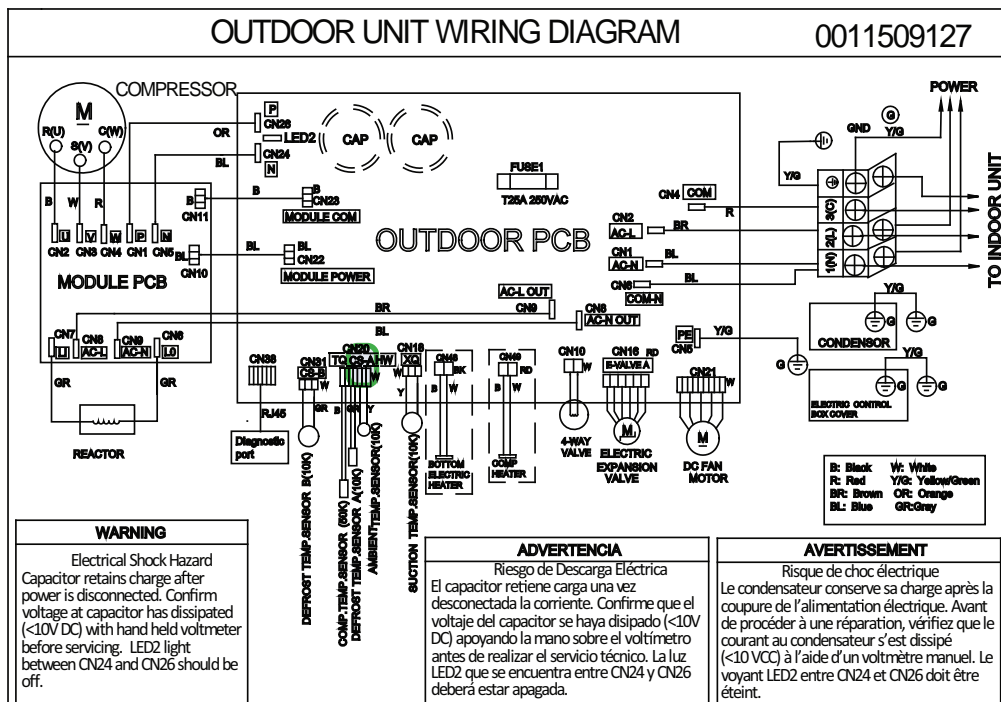 OUTDOOR UNIT WIRING DIAGRAM 0011509127
COMPRESSOR
M
R(U) C(W)
S(V)
P
CN26
LED2
CN24
N
OR
BL
CAP CAP
FUSE1
T25A 250VAC
POWER
G
GND Y/G
Y/G
3(C)
2(L)
1(N)
TO INDOOR UNIT
CN4 COM
R
CN2
AC-L
BR
CN1
AC-N
BL
CN6
COM-N
BL
B W R
U V W P N
CN2 CN3 CN4 CN1 CN5
MODULE PCB
B
CN11
B
B
CN23
MODULE COM
BL
CN10
BL
BL
CN22
MODULE POWER
OUTDOOR PCB
AC-L OUT
CN9
CN8
AC-N OUT
BR
BL
CN7 CN8 CN9 CN6
LI AC-L AC-N L0
GR GR
REACTOR
PE
CN5
Y/G
G
Y/G
G G
CONDENSOR
Y/G
G G
ELECTRIC CONTROL
BOX COVER
CN36
RJ45
Diagnostic
port
CN31
CS-B
W
GR
DEFROST TEMP.SENSOR B(10K)
CN20
TQ CS-A HW
W
B GR Y
COMP.TEMP.SENSOR (50K)
DEFROST TEMP.SENSOR A(10K)
AMBIENT TEMP.SENSOR(10K)
CN18
XQ
W
Y
SUCTION TEMP.SENSOR(10K)
CN48
BK
B W
BOTTOM
ELECTRIC
HEATER
CN49
RD
B W
COMP
HEATER
CN10
W
4-WAY
VALVE
CN16 RD
E-VALVE A
M
ELECTRIC
EXPANSION
VALVE
CN21
W
M
DC FAN
MOTOR
B: Black W: White
R: Red Y/G: Yellow/Green
BR: Brown OR: Orange
BL: Blue GR:Gray
WARNING
Electrical Shock Hazard
Capacitor retains charge after
power is disconnected. Confirm
voltage at capacitor has dissipated
(<10V DC) with hand held voltmeter
before servicing. LED2 light
between CN24 and CN26 should be
off.
ADVERTENCIA
Riesgo de Descarga Eléctrica
El capacitor retiene carga una vez
desconectada la corriente. Confirme que el
voltaje del capacitor se haya disipado (<10V
DC) apoyando la mano sobre el voltímetro
antes de realizar el servicio técnico. La luz
LED2 que se encuentra entre CN24 y CN26
deberá estar apagada.
AVERTISSEMENT
Risque de choc électrique
Le condensateur conserve sa charge après la
coupure de l'alimentation électrique. Avant
de procéder à une réparation, vérifiez que le
courant au condensateur s'est dissipé
(<10 VCC) à l'aide d'un voltmètre manuel. Le
voyant LED2 entre CN24 et CN26 doit être
éteint.